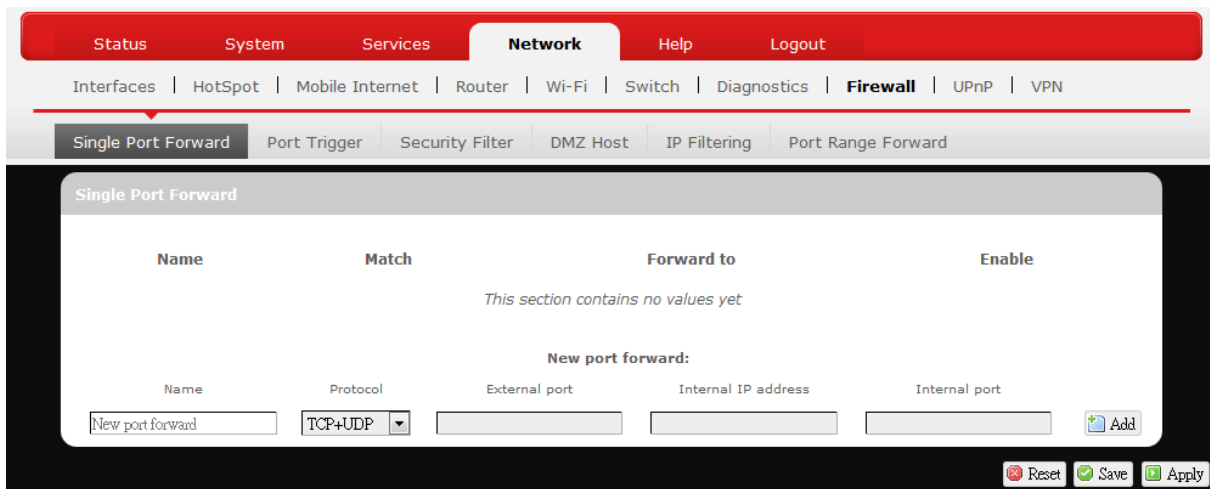 Status System Services Network Help Logout
Interfaces | HotSpot | Mobile Internet | Router | Wi-Fi | Switch | Diagnostics | Firewall | UPnP | VPN
Single Port Forward Port Trigger Security Filter DMZ Host IP Filtering Port Range Forward
Single Port Forward
Name Match Forward to Enable
This section contains no values yet
New port forward:
Name Protocol External port Internal IP address Internal port
New port forward TCP+UDP Add
Reset Save Apply